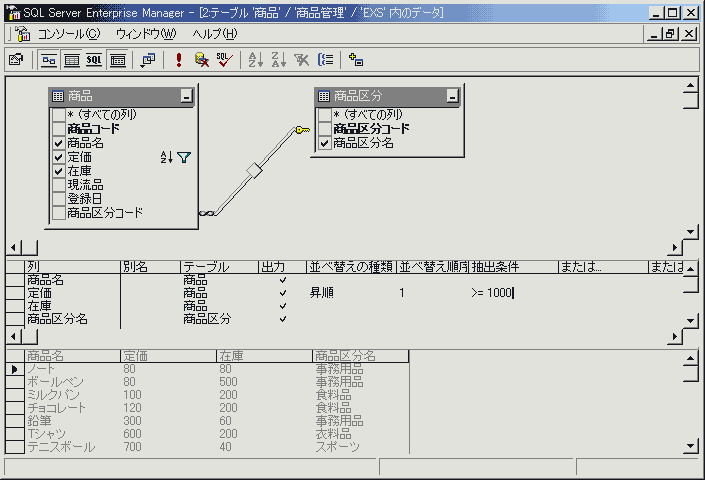 SQL Server Enterprise Manager - [2:テーブル '商品' / '商品管理' / 'EXS' 内のデータ]
コンソール(C) ウィンドウ(W) ヘルプ(H)
SQL SQL
商品
* (すべての列)
商品コード
商品名
定価
在庫
現流品
登録日
商品区分コード
商品区分
* (すべての列)
商品区分コード
商品区分名
列 別名 テーブル 出力 並べ替えの種類 並べ替え順序 抽出条件 または... または
商品名 商品
定価 商品 昇順 1 >= 1000
在庫 商品
商品区分名 商品区分
商品名 定価 在庫 商品区分名
ノート 80 80 事務用品
ボールペン 80 500 事務用品
ミルクパン 100 200 食料品
チョコレート 120 200 食料品
鉛筆 300 60 事務用品
Tシャツ 600 200 衣料品
テニスボール 700 40 スポーツ